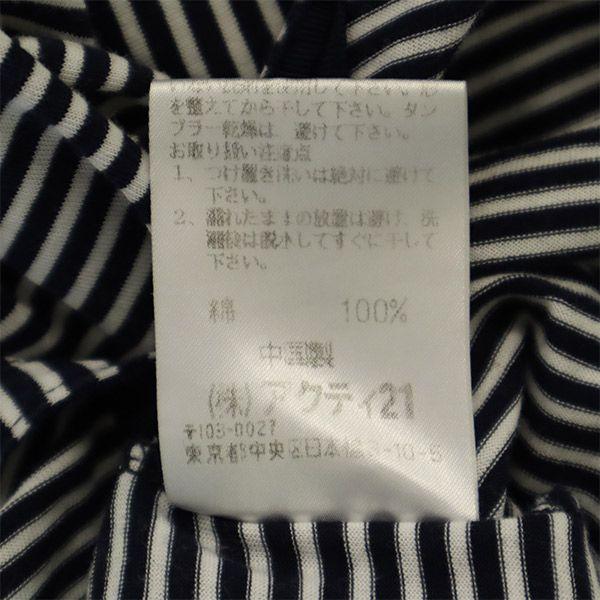 を整えてから干して下さい。タン
ブラー乾燥は、避けて下さい。
お取り扱い注意点
1、つけ置き洗いは絶対に避けて
下さい。
2、濡れたままの放置は避け、洗
濯後は脱水してすぐに干して
下さい。
綿 100%
中国製
(株)アクティ21
〒103-0027
東京都中央区日本橋3-10-5